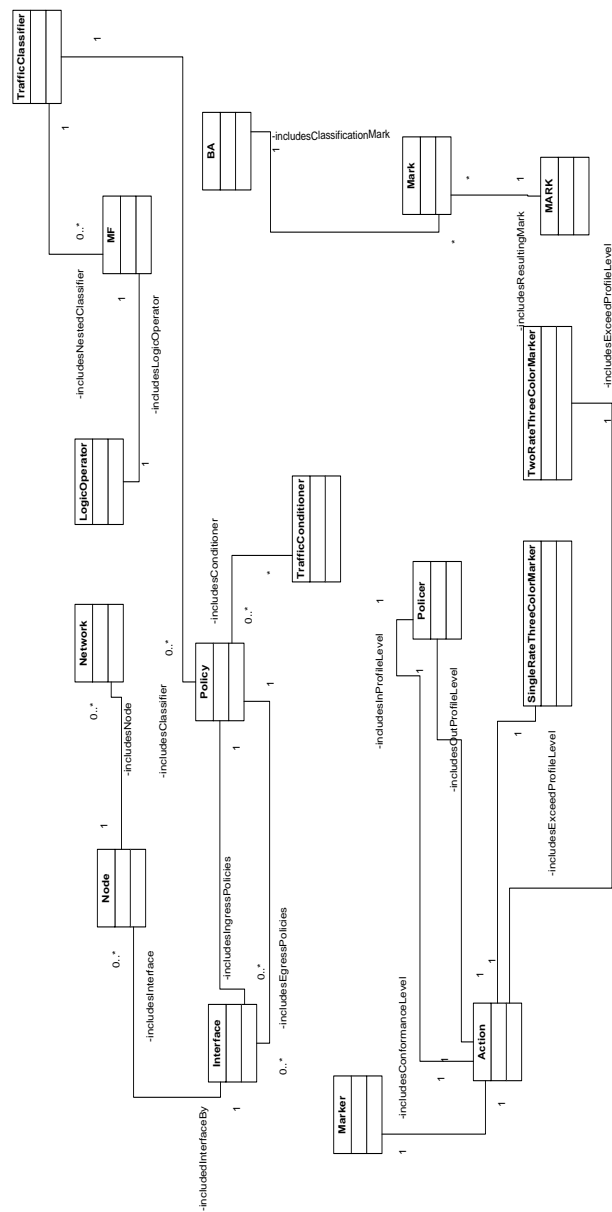 TrafficClassifier
1
1
0..*
MF
1
-includesNestedClassifier
-includesLogicOperator
1
LogicOperator
BA
1
-includesClassificationMark
Mark
*
*
1
MARK
-includesResultingMark
TwoRateThreeColorMarker
1
-includesExceedProfileLevel
Network
0..*
-includesNode
1
Node
0..*
-includesInterface
-includedInterfaceBy
1
Interface
0..*
0..*
-includesIngressPolicies
-includesEgressPolicies
1
1
Policy
0..*
-includesClassifier
0..*
-includesConditioner
*
TrafficConditioner
Policer
1
1
-includesInProfileLevel
-includesOutProfileLevel
SingleRateThreeColorMarker
1
-includesExceedProfileLevel
Action
1
1
1
1
1
-includesConformanceLevel
1
Marker